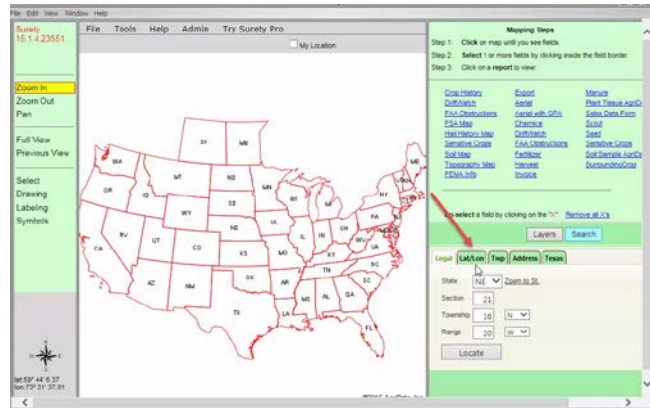 File Edit View Window Help
Surety
15.1.4.23551
Zoom In
Zoom Out
Pan
Full View
Previous View
Select
Drawing
Labeling
Symbols
File Tools Help Admin Try Surety Pro
My Location
SK MB
WA MT ND MN WI MI NY ME
OR ID WY SD IA PA
NV UT CO NE IL IN OH WV VA
CA KS MO KY
AZ NM OK AR TN SC
TX LA MS AL GA
FL
Mapping Steps
Step 1: Click on map until you see fields.
Step 2: Select 1 or more fields by clicking inside the field border.
Step 3: Click on a report to view:
Crop History Export Manure
DriftWatch Aerial Plant Tissue AgriDa
FAA Obstructions Aerial with GPA Sales Data Form
FSA Map Chemical Scout
Hail History Map DriftWatch Seed
Sensitive Crops FAA Obstructions Sensitive Crops
Soil Map Fertilizer Soil Sample AgriDa
Topography Map Harvest SurroundingCrop
FEMA Info Invoice
Un-select a field by clicking on the "X". Remove all X's
Layers Search
Legal Lat/Lon Twp Address Texas
State NE Zoom to St.
Section 21
Township 16 N
Range 20 W
Locate